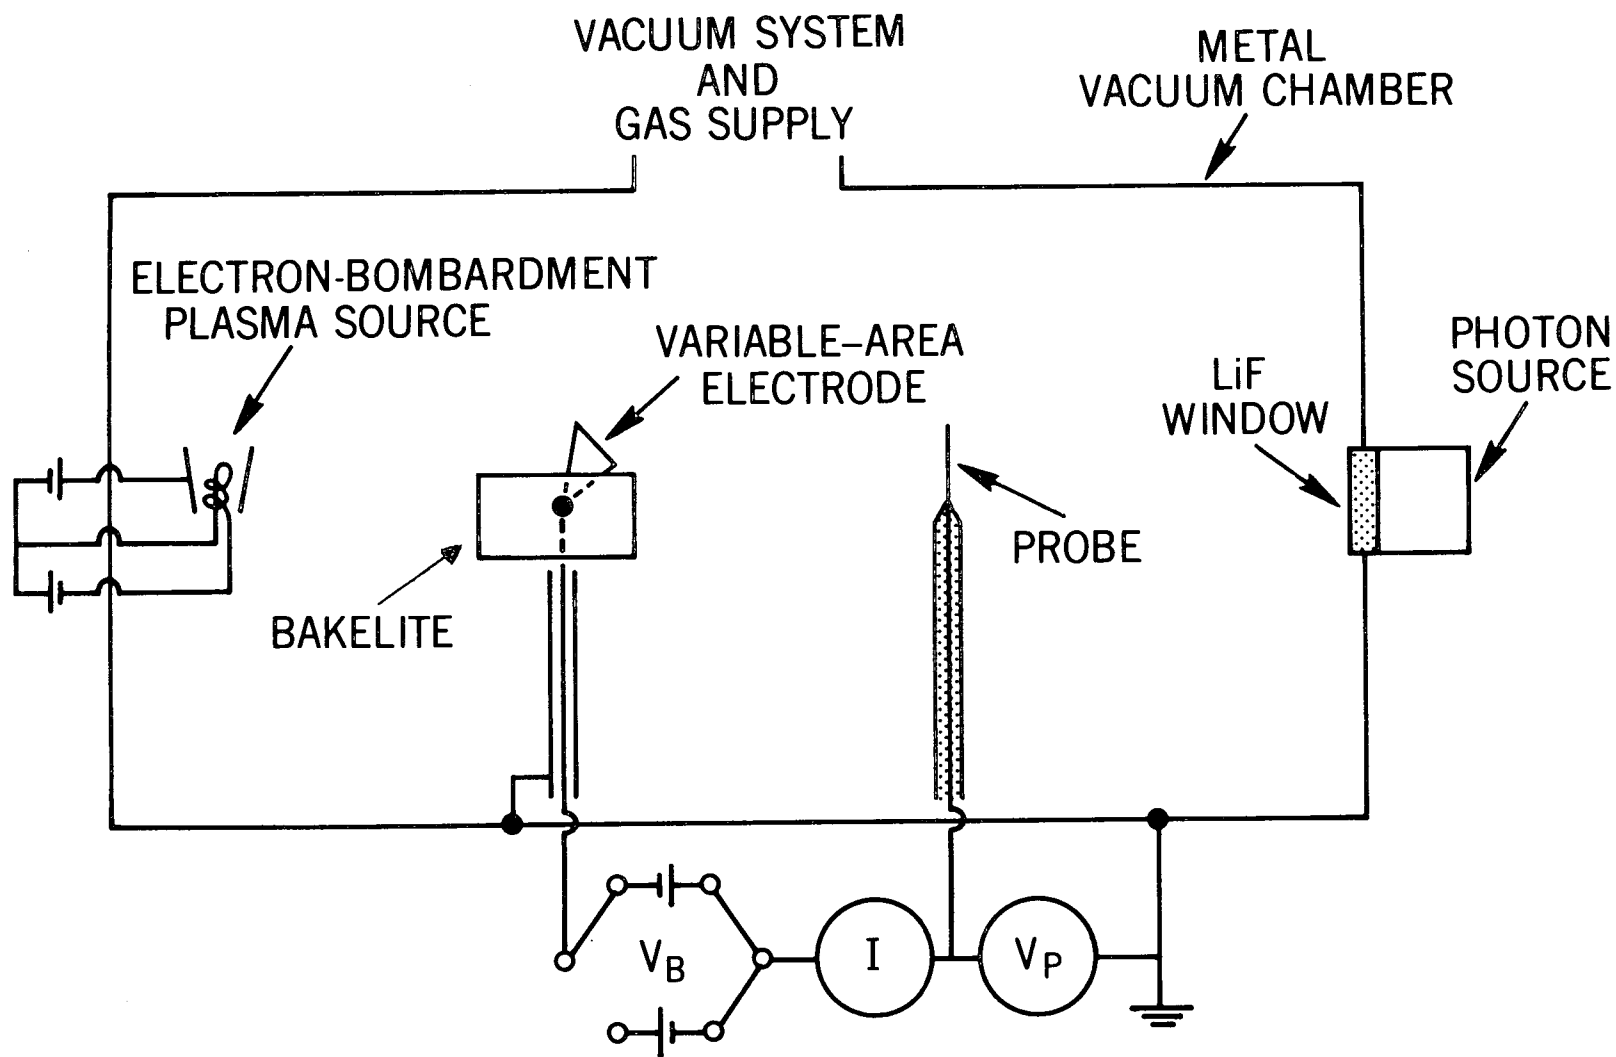 VACUUM SYSTEM
AND
GAS SUPPLY
METAL
VACUUM CHAMBER
ELECTRON-BOMBARDMENT
PLASMA SOURCE
VARIABLE–AREA
ELECTRODE
LiF
WINDOW
PHOTON
SOURCE
PROBE
BAKELITE
V_B
I
V_P